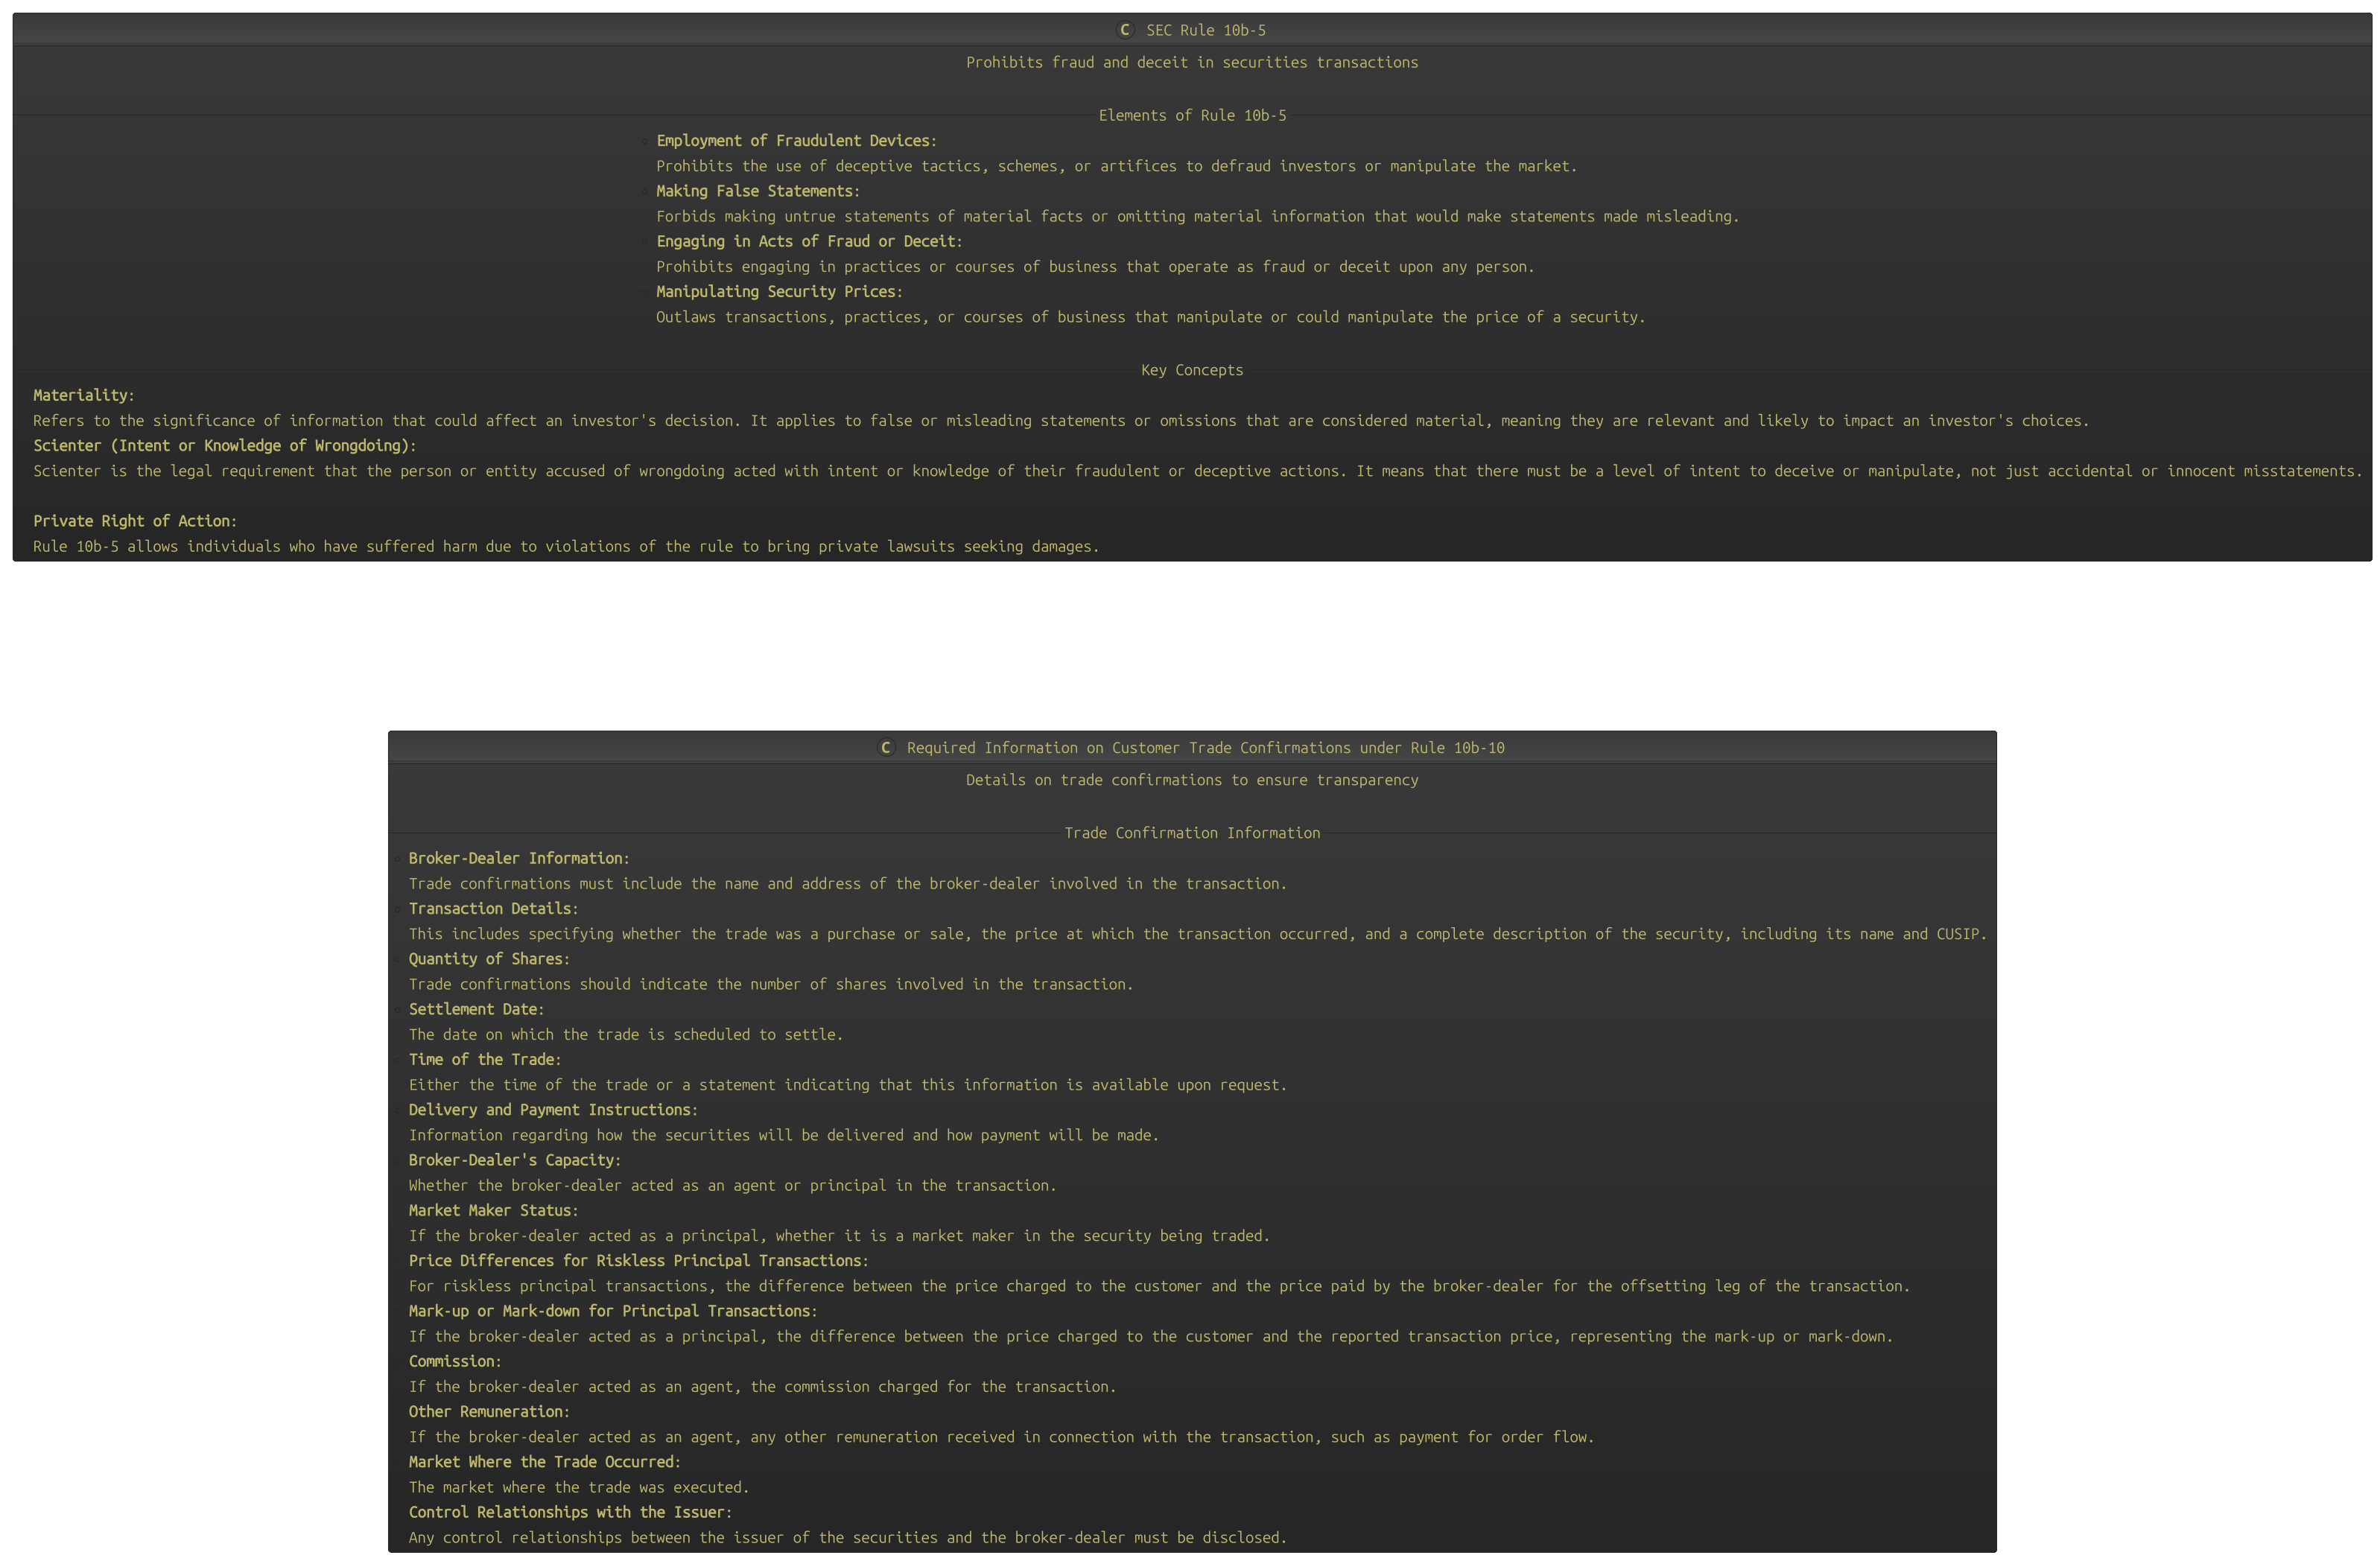 C SEC Rule 10b-5
Prohibits fraud and deceit in securities transactions
Elements of Rule 10b-5
Employment of Fraudulent Devices:
Prohibits the use of deceptive tactics, schemes, or artifices to defraud investors or manipulate the market.
Making False Statements:
Forbids making untrue statements of material facts or omitting material information that would make statements made misleading.
Engaging in Acts of Fraud or Deceit:
Prohibits engaging in practices or courses of business that operate as fraud or deceit upon any person.
Manipulating Security Prices:
Outlaws transactions, practices, or courses of business that manipulate or could manipulate the price of a security.
Key Concepts
Materiality:
Refers to the significance of information that could affect an investor's decision. It applies to false or misleading statements or omissions that are considered material, meaning they are relevant and likely to impact an investor's choices.
Scienter (Intent or Knowledge of Wrongdoing):
Scienter is the legal requirement that the person or entity accused of wrongdoing acted with intent or knowledge of their fraudulent or deceptive actions. It means that there must be a level of intent to deceive or manipulate, not just accidental or innocent misstatements.
Private Right of Action:
Rule 10b-5 allows individuals who have suffered harm due to violations of the rule to bring private lawsuits seeking damages.
C Required Information on Customer Trade Confirmations under Rule 10b-10
Details on trade confirmations to ensure transparency
Trade Confirmation Information
Broker-Dealer Information:
Trade confirmations must include the name and address of the broker-dealer involved in the transaction.
Transaction Details:
This includes specifying whether the trade was a purchase or sale, the price at which the transaction occurred, and a complete description of the security, including its name and CUSIP.
Quantity of Shares:
Trade confirmations should indicate the number of shares involved in the transaction.
Settlement Date:
The date on which the trade is scheduled to settle.
Time of the Trade:
Either the time of the trade or a statement indicating that this information is available upon request.
Delivery and Payment Instructions:
Information regarding how the securities will be delivered and how payment will be made.
Broker-Dealer's Capacity:
Whether the broker-dealer acted as an agent or principal in the transaction.
Market Maker Status:
If the broker-dealer acted as a principal, whether it is a market maker in the security being traded.
Price Differences for Riskless Principal Transactions:
For riskless principal transactions, the difference between the price charged to the customer and the price paid by the broker-dealer for the offsetting leg of the transaction.
Mark-up or Mark-down for Principal Transactions:
If the broker-dealer acted as a principal, the difference between the price charged to the customer and the reported transaction price, representing the mark-up or mark-down.
Commission:
If the broker-dealer acted as an agent, the commission charged for the transaction.
Other Remuneration:
If the broker-dealer acted as an agent, any other remuneration received in connection with the transaction, such as payment for order flow.
Market Where the Trade Occurred:
The market where the trade was executed.
Control Relationships with the Issuer:
Any control relationships between the issuer of the securities and the broker-dealer must be disclosed.